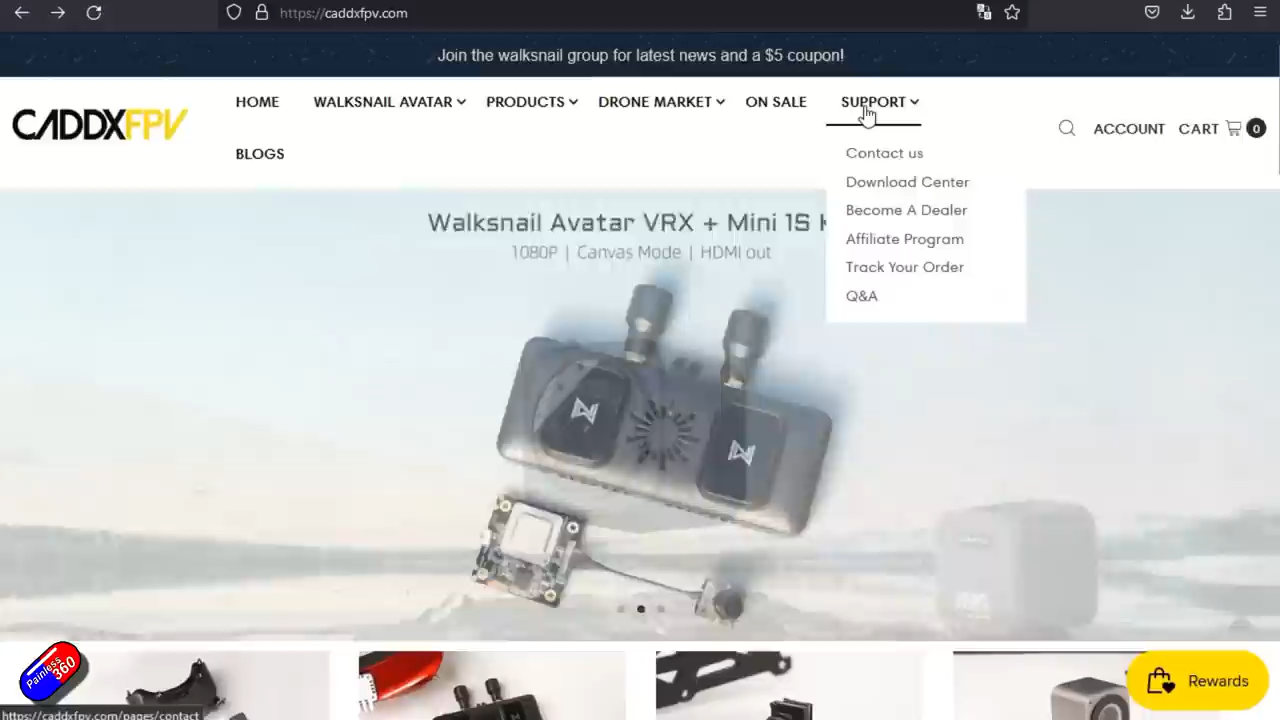 https://caddxfpv.com
Join the walksnail group for latest news and a $5 coupon!
CADDXFPV
HOME
WALKSNAIL AVATAR
PRODUCTS
DRONE MARKET
ON SALE
SUPPORT
BLOGS
ACCOUNT
CART
0
Contact us
Download Center
Become A Dealer
Affiliate Program
Track Your Order
Q&A
Walksnail Avatar VRX + Mini 1S
1080P | Canvas Mode | HDMI out
Painless360
Rewards
https://caddxfpv.com/pages/contact